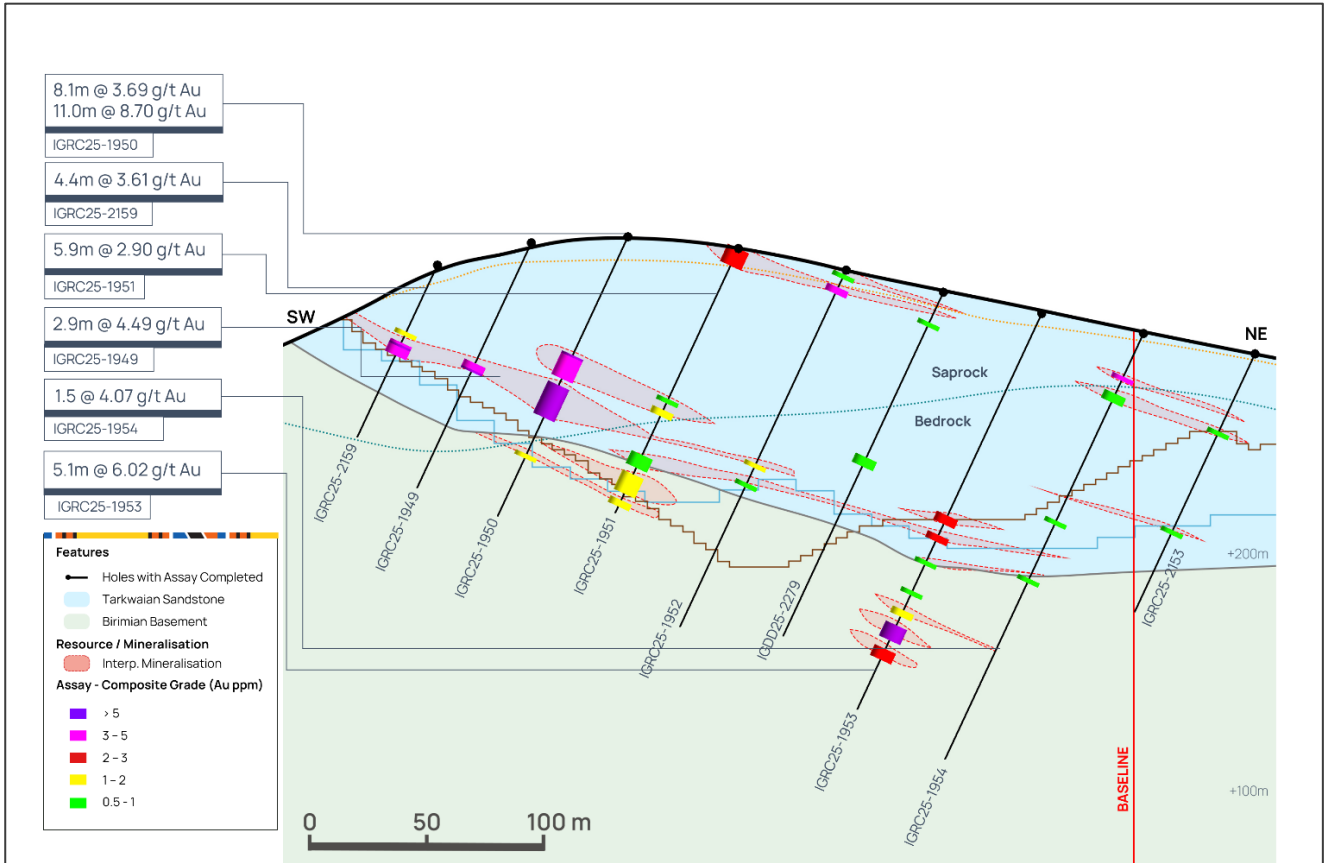 8.1m @ 3.69 g/t Au
11.0m @ 8.70 g/t Au
IGRC25-1950
4.4m @ 3.61 g/t Au
IGRC25-2159
5.9m @ 2.90 g/t Au
IGRC25-1951
2.9m @ 4.49 g/t Au
IGRC25-1949
1.5 @ 4.07 g/t Au
IGRC25-1954
5.1m @ 6.02 g/t Au
IGRC25-1953
Features
Holes with Assay Completed
Tarkwaian Sandstone
Birimian Basement
Resource / Mineralisation
Interp. Mineralisation
Assay - Composite Grade (Au ppm)
> 5
3 - 5
2 - 3
1 - 2
0.5 - 1
SW
NE
Saprock
Bedrock
IGRC25-2159
IGRC25-1949
IGRC25-1950
IGRC25-1951
IGRC25-1952
IGDD25-2279
IGRC25-1953
IGRC25-1954
IGRC25-2153
BASELINE
+200m
+100m
0 50 100 m